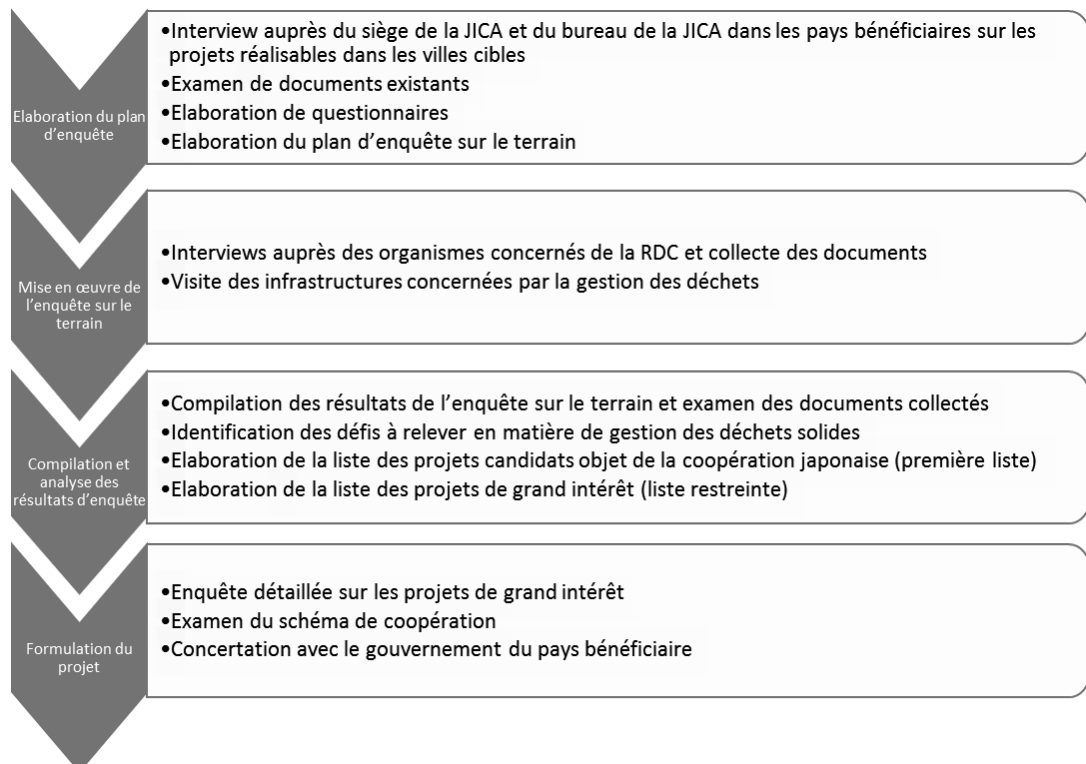 Elaboration du plan
d'enquête
•Interview auprès du siège de la JICA et du bureau de la JICA dans les pays bénéficiaires sur les
projets réalisables dans les villes cibles
•Examen de documents existants
•Elaboration de questionnaires
•Elaboration du plan d'enquête sur le terrain
Mise en œuvre de
l'enquête sur le
terrain
•Interviews auprès des organismes concernés de la RDC et collecte des documents
•Visite des infrastructures concernées par la gestion des déchets
Compilation et
analyse des
résultats d'enquête
•Compilation des résultats de l'enquête sur le terrain et examen des documents collectés
•Identification des défis à relever en matière de gestion des déchets solides
•Elaboration de la liste des projets candidats objet de la coopération japonaise (première liste)
•Elaboration de la liste des projets de grand intérêt (liste restreinte)
Formulation du
projet
•Enquête détaillée sur les projets de grand intérêt
•Examen du schéma de coopération
•Concertation avec le gouvernement du pays bénéficiaire